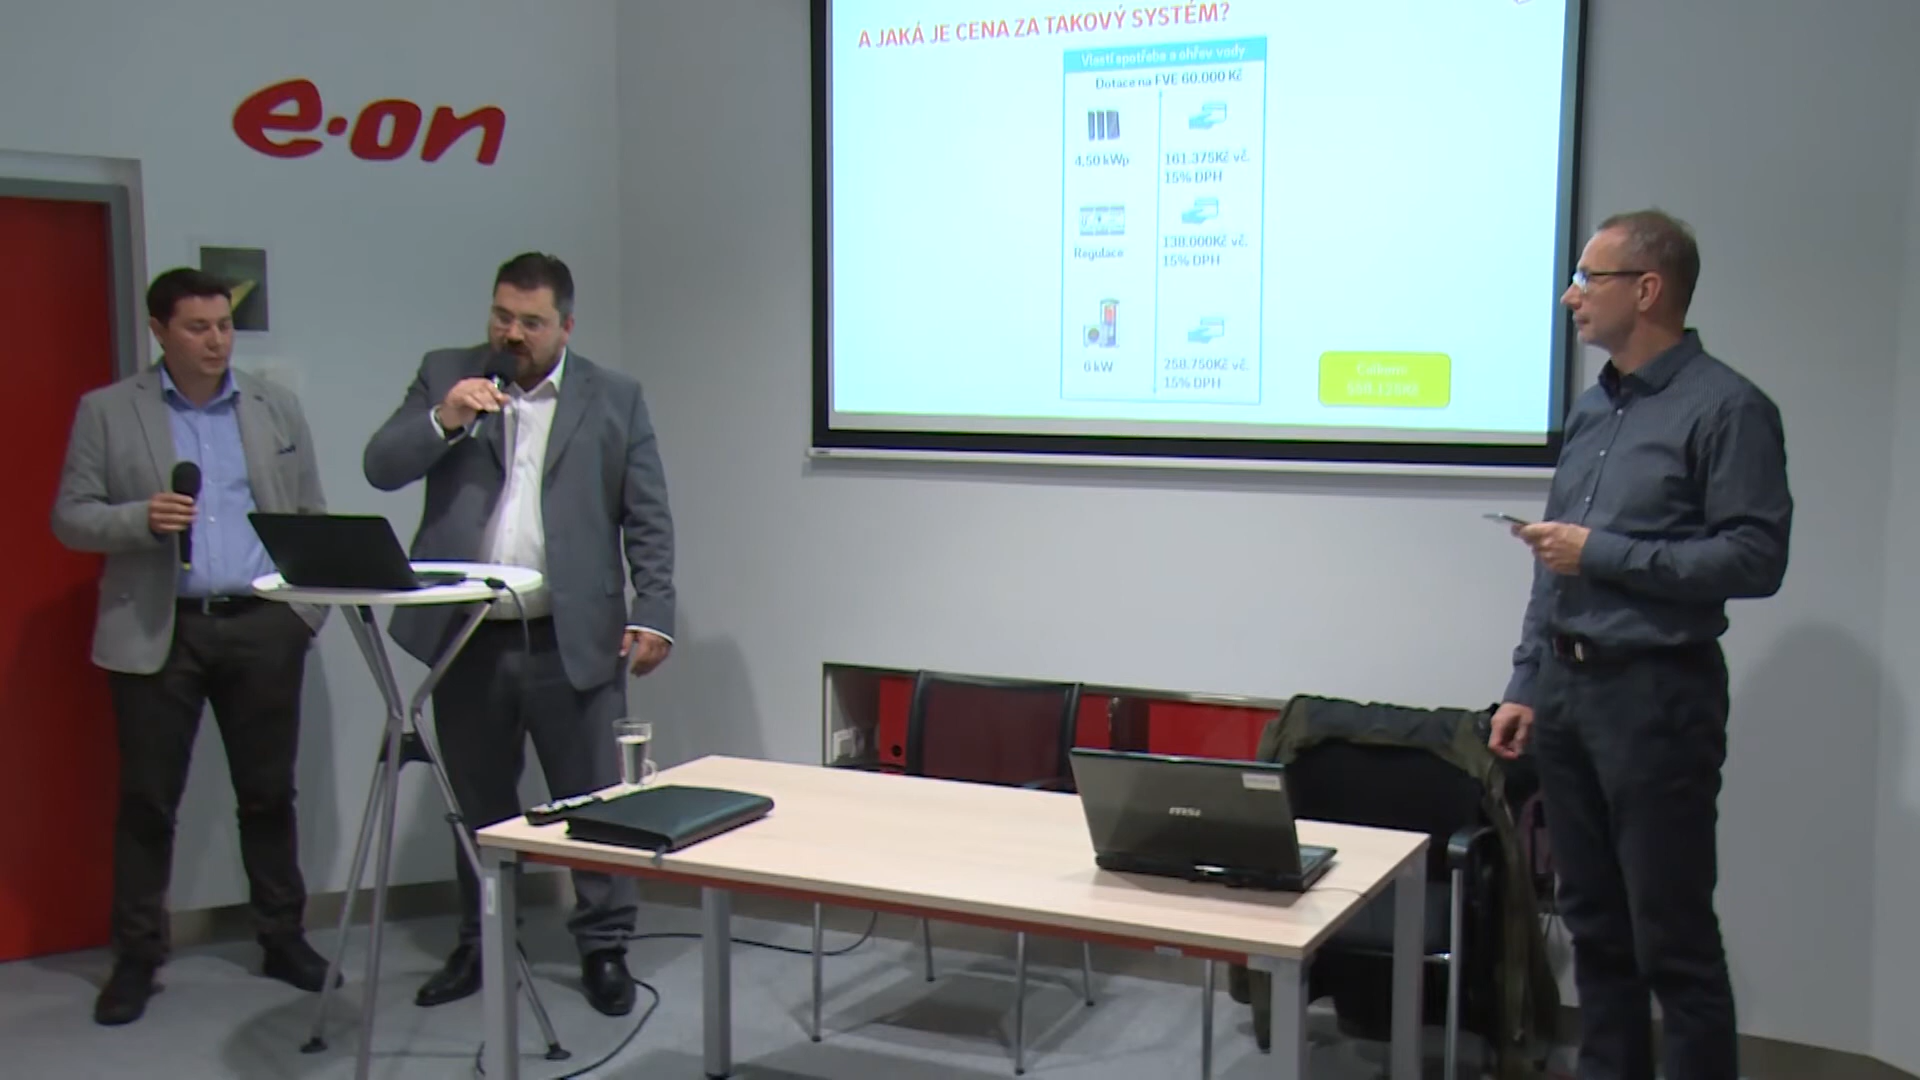 A JAKÁ JE CENA ZA TAKOVÝ SYSTÉM?
Vlastí spotřeba a ohřev vody
Dotace na FVE 60.000 Kč
4,50 kWp
161.375Kč vč.
15% DPH
Regulace
138.000Kč vč.
15% DPH
6 kW
258.750Kč vč.
15% DPH
Celkem:
e·on
msi